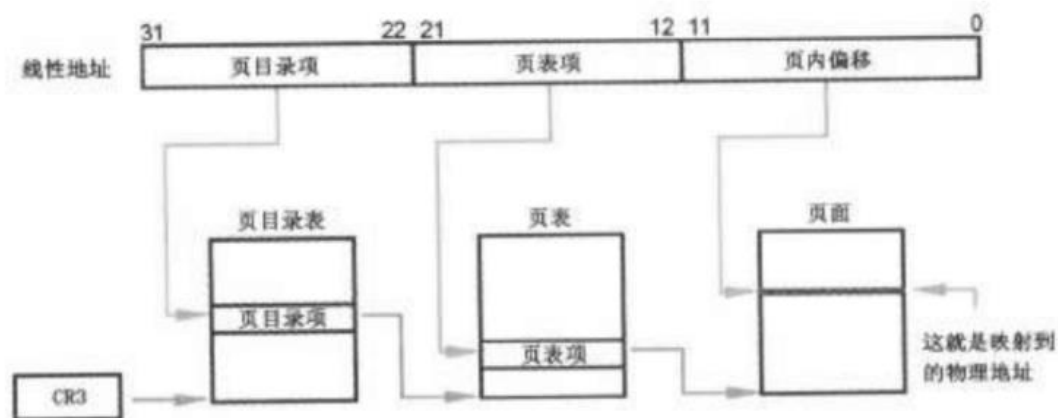 31 22 21 12 11 0
线性地址 页目录项 页表项 页内偏移
页目录表 页表 页面
页目录项
页表项
这就是映射到
的物理地址
CR3